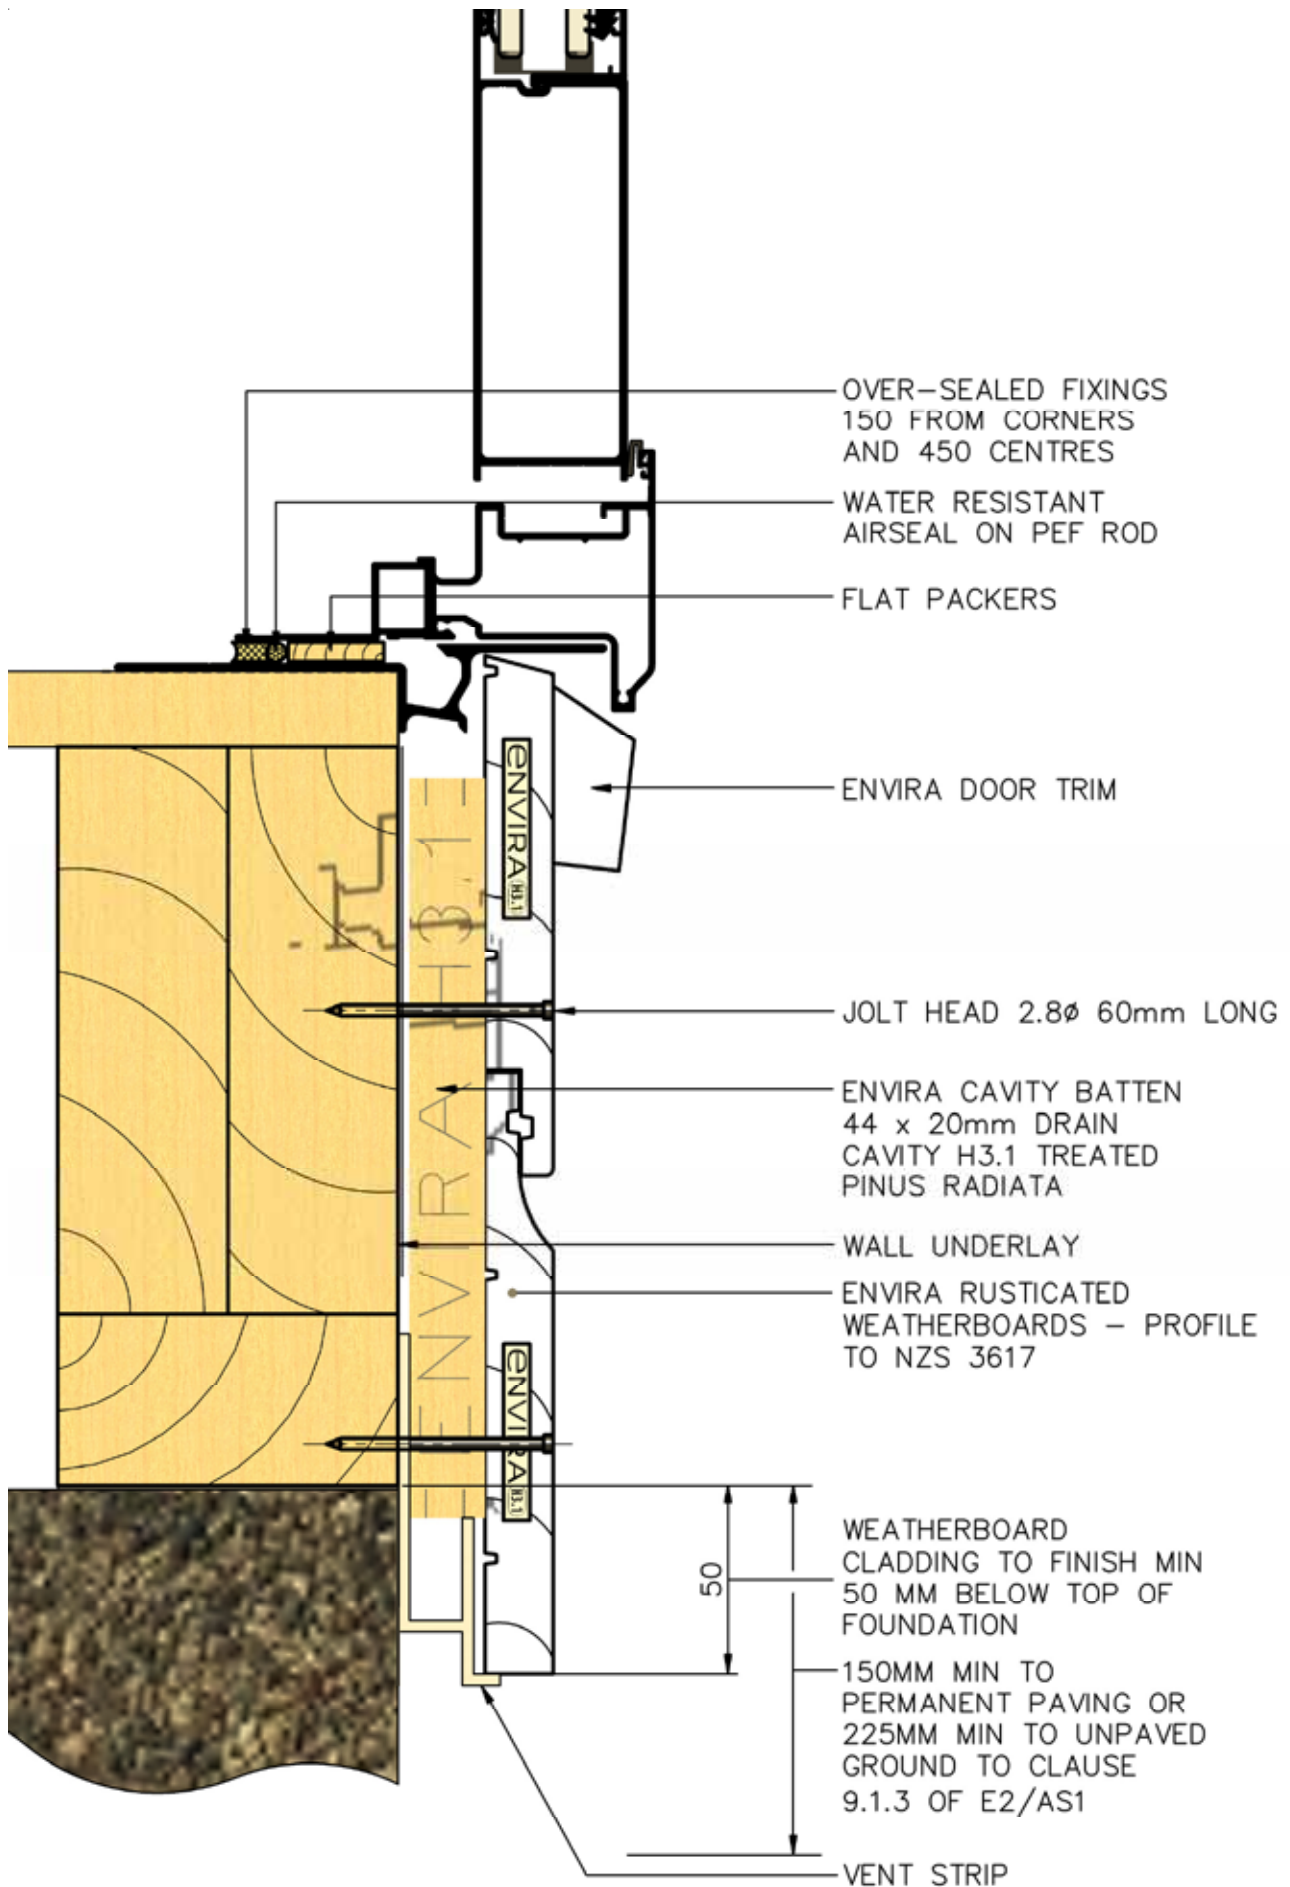 OVER-SEALED FIXINGS
150 FROM CORNERS
AND 450 CENTRES
WATER RESISTANT
AIRSEAL ON PEF ROD
FLAT PACKERS
ENVIRA DOOR TRIM
ENVIRA H3.1
JOLT HEAD 2.8ø 60mm LONG
ENVIRA CAVITY BATTEN
44 x 20mm DRAIN
CAVITY H3.1 TREATED
PINUS RADIATA
ENVIRA H3.1
WALL UNDERLAY
ENVIRA RUSTICATED
WEATHERBOARDS – PROFILE
TO NZS 3617
ENVIRA H3.1
50
WEATHERBOARD
CLADDING TO FINISH MIN
50 MM BELOW TOP OF
FOUNDATION
150MM MIN TO
PERMANENT PAVING OR
225MM MIN TO UNPAVED
GROUND TO CLAUSE
9.1.3 OF E2/AS1
VENT STRIP